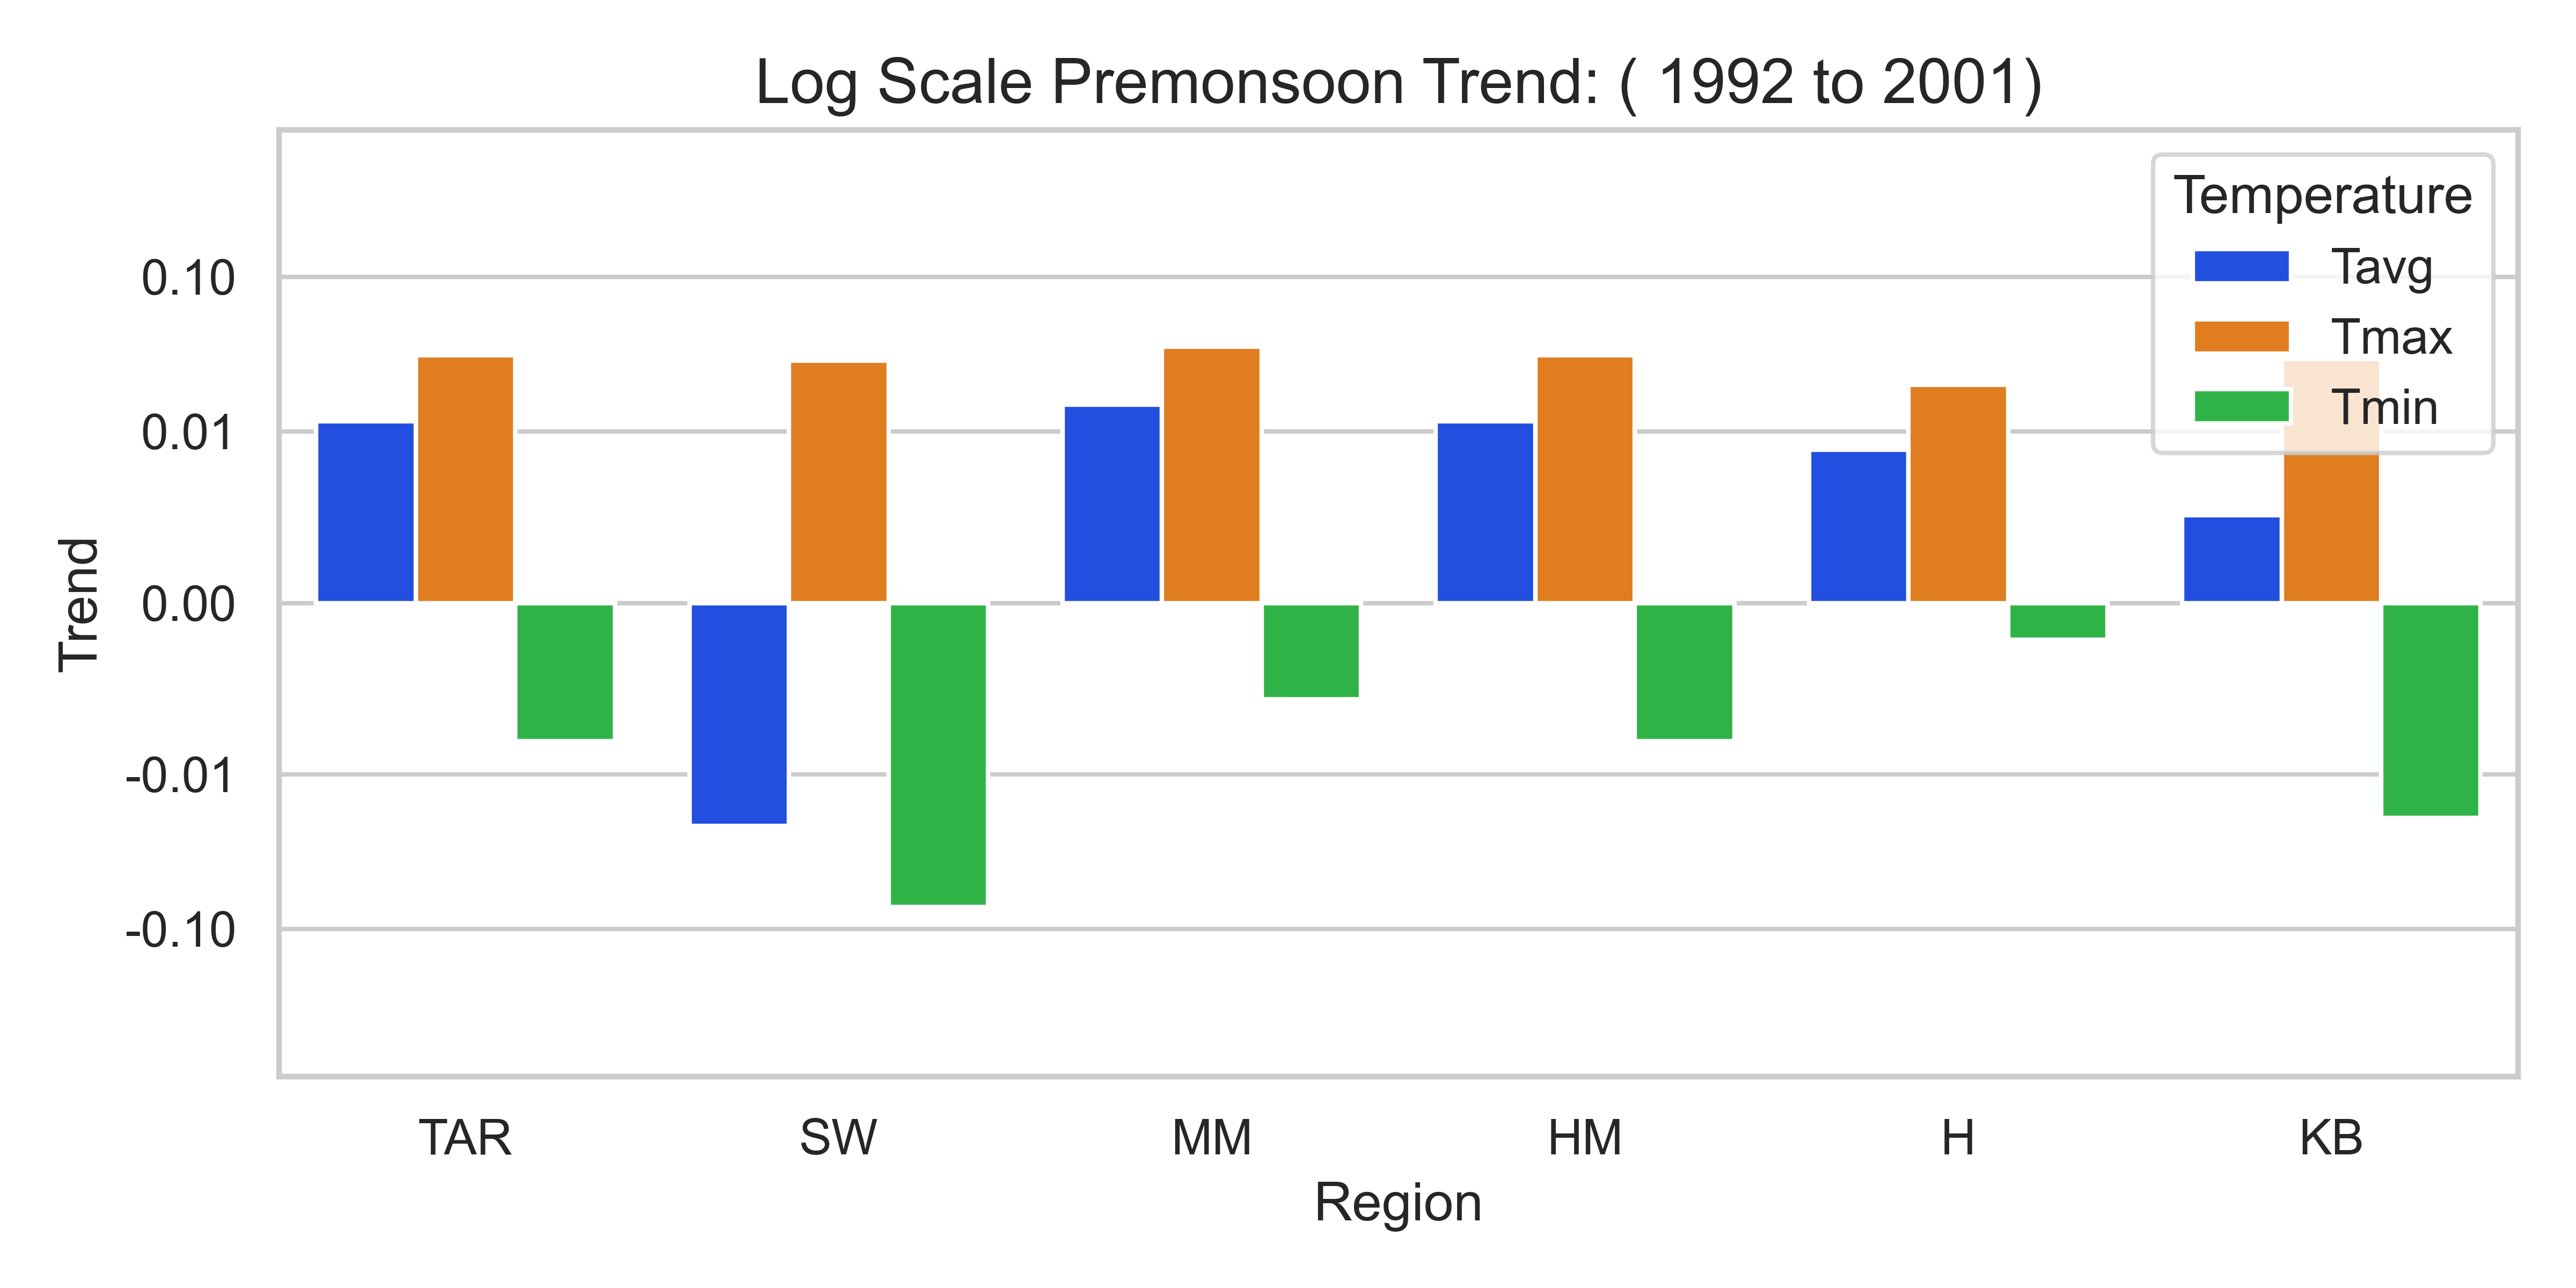 Log Scale Premonsoon Trend: ( 1992 to 2001)
Temperature
Tavg
Tmax
Tmin
Trend
0.10
0.01
0.00
-0.01
-0.10
TAR SW MM HM H KB
Region